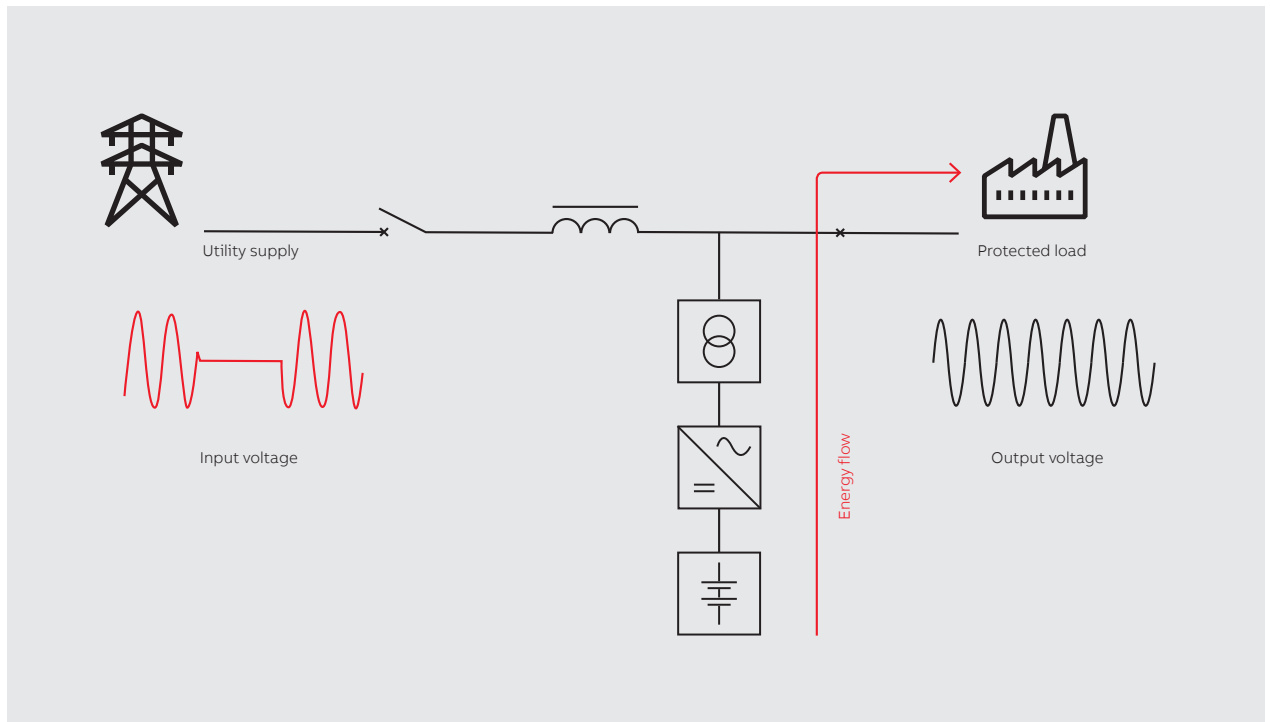 Utility supply
Protected load
Input voltage
Energy flow
Output voltage